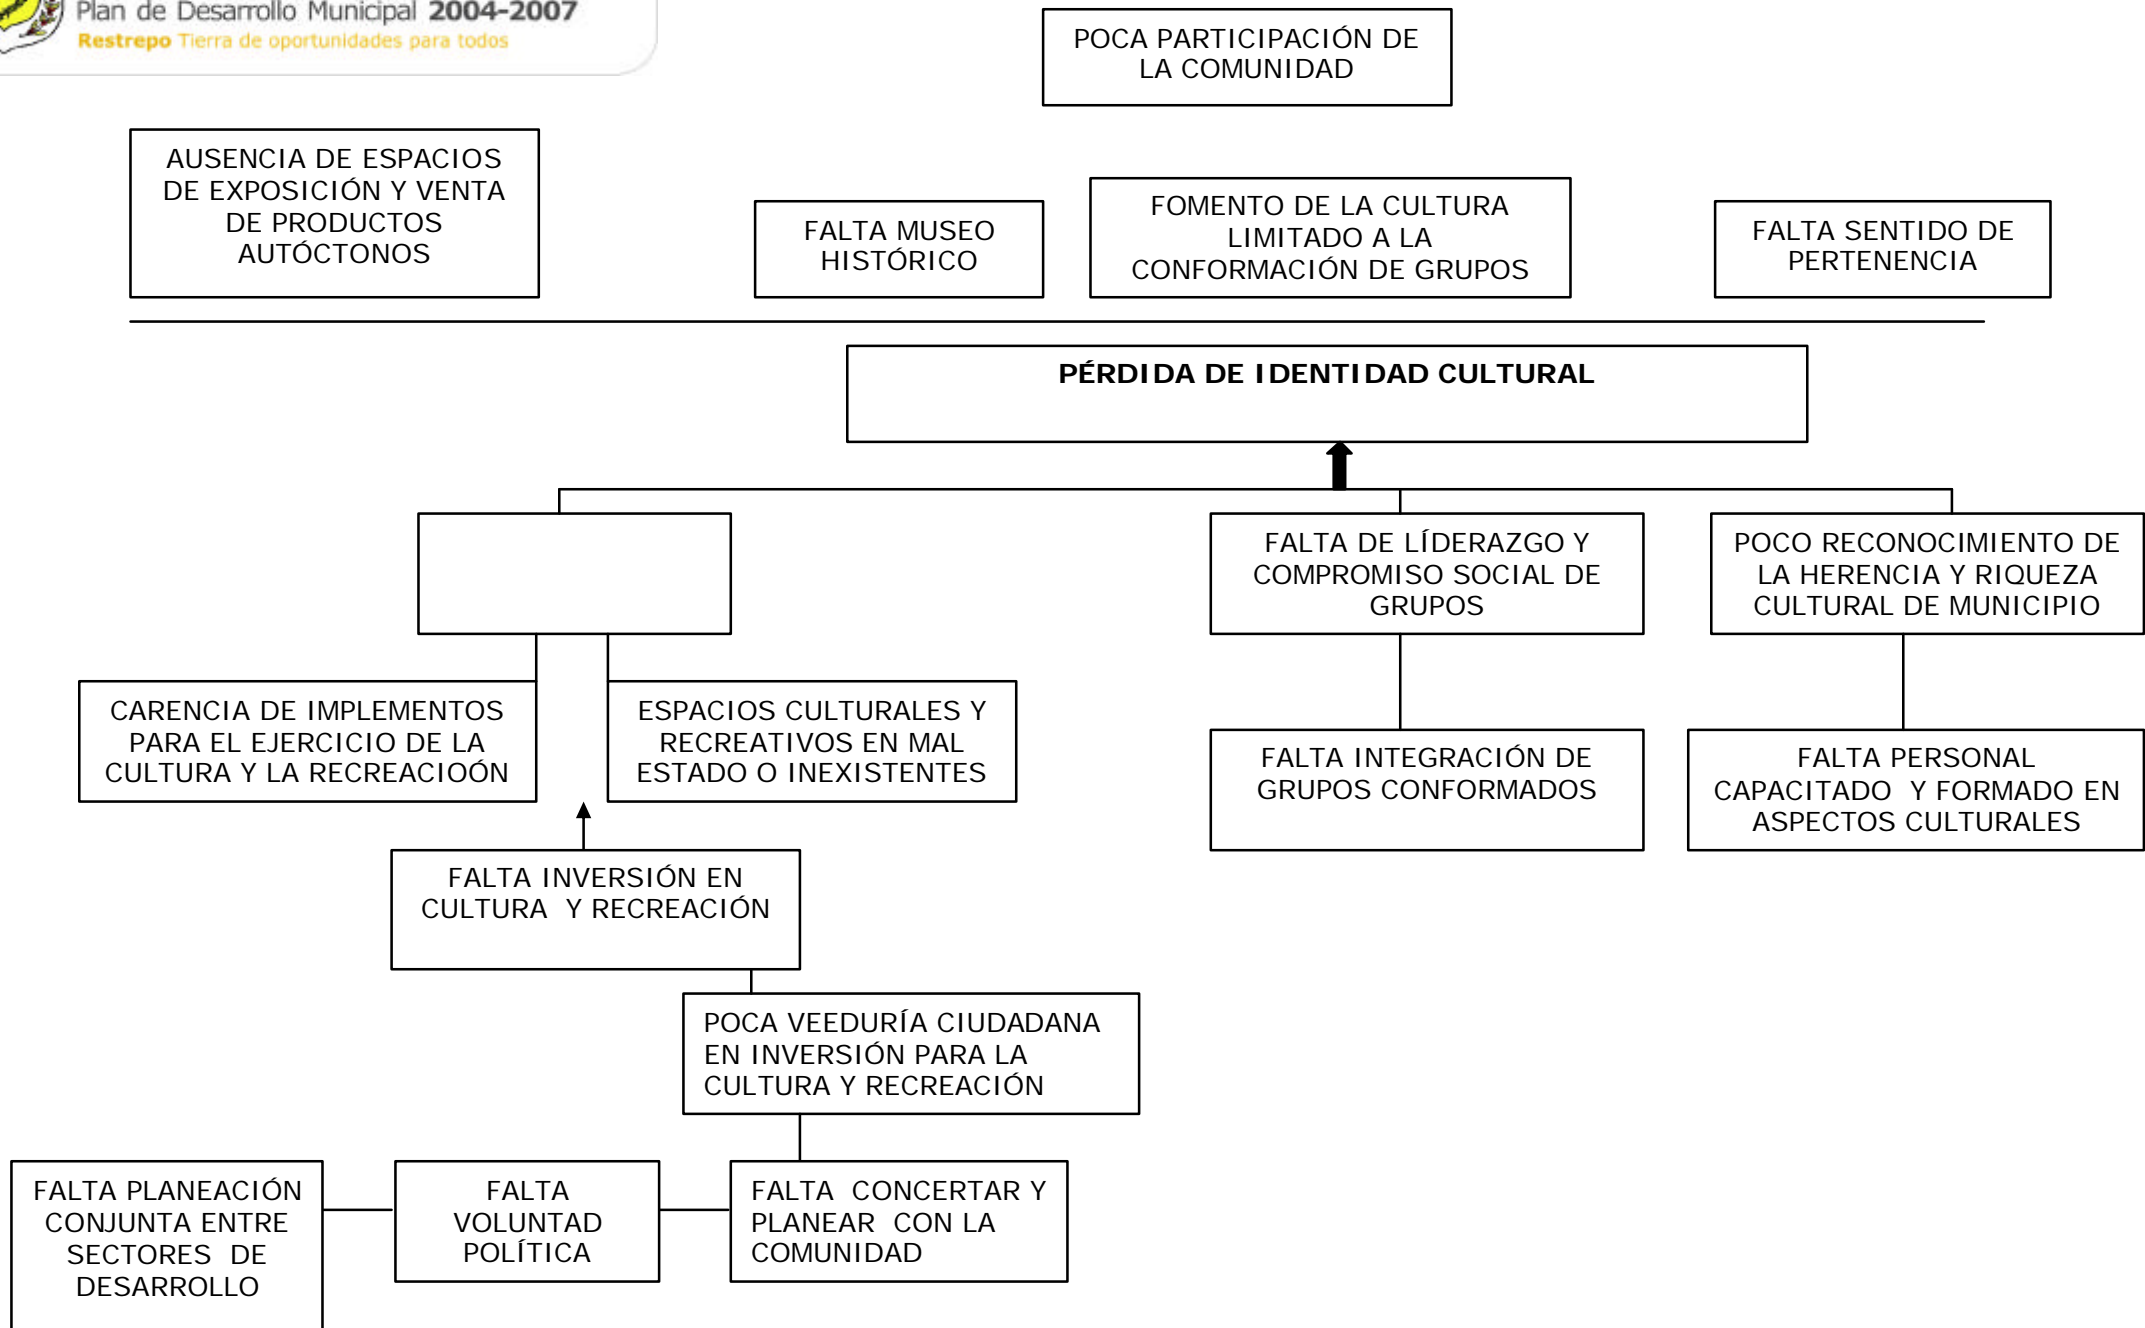 Plan de Desarrollo Municipal 2004-2007
Restrepo Tierra de oportunidades para todos
POCA PARTICIPACIÓN DE
LA COMUNIDAD
AUSENCIA DE ESPACIOS
DE EXPOSICIÓN Y VENTA
DE PRODUCTOS
AUTÓCTONOS
FALTA MUSEO
HISTÓRICO
FOMENTO DE LA CULTURA
LIMITADO A LA
CONFORMACIÓN DE GRUPOS
FALTA SENTIDO DE
PERTENENCIA
PÉRDIDA DE IDENTIDAD CULTURAL
FALTA DE LÍDERAZGO Y
COMPROMISO SOCIAL DE
GRUPOS
POCO RECONOCIMIENTO DE
LA HERENCIA Y RIQUEZA
CULTURAL DE MUNICIPIO
CARENCIA DE IMPLEMENTOS
PARA EL EJERCICIO DE LA
CULTURA Y LA RECREACIOÓN
ESPACIOS CULTURALES Y
RECREATIVOS EN MAL
ESTADO O INEXISTENTES
FALTA INTEGRACIÓN DE
GRUPOS CONFORMADOS
FALTA PERSONAL
CAPACITADO  Y FORMADO EN
ASPECTOS CULTURALES
FALTA INVERSIÓN EN
CULTURA  Y RECREACIÓN
POCA VEEDURÍA CIUDADANA
EN INVERSIÓN PARA LA
CULTURA Y RECREACIÓN
FALTA PLANEACIÓN
CONJUNTA ENTRE
SECTORES  DE
DESARROLLO
FALTA
VOLUNTAD
POLÍTICA
FALTA  CONCERTAR Y
PLANEAR  CON LA
COMUNIDAD